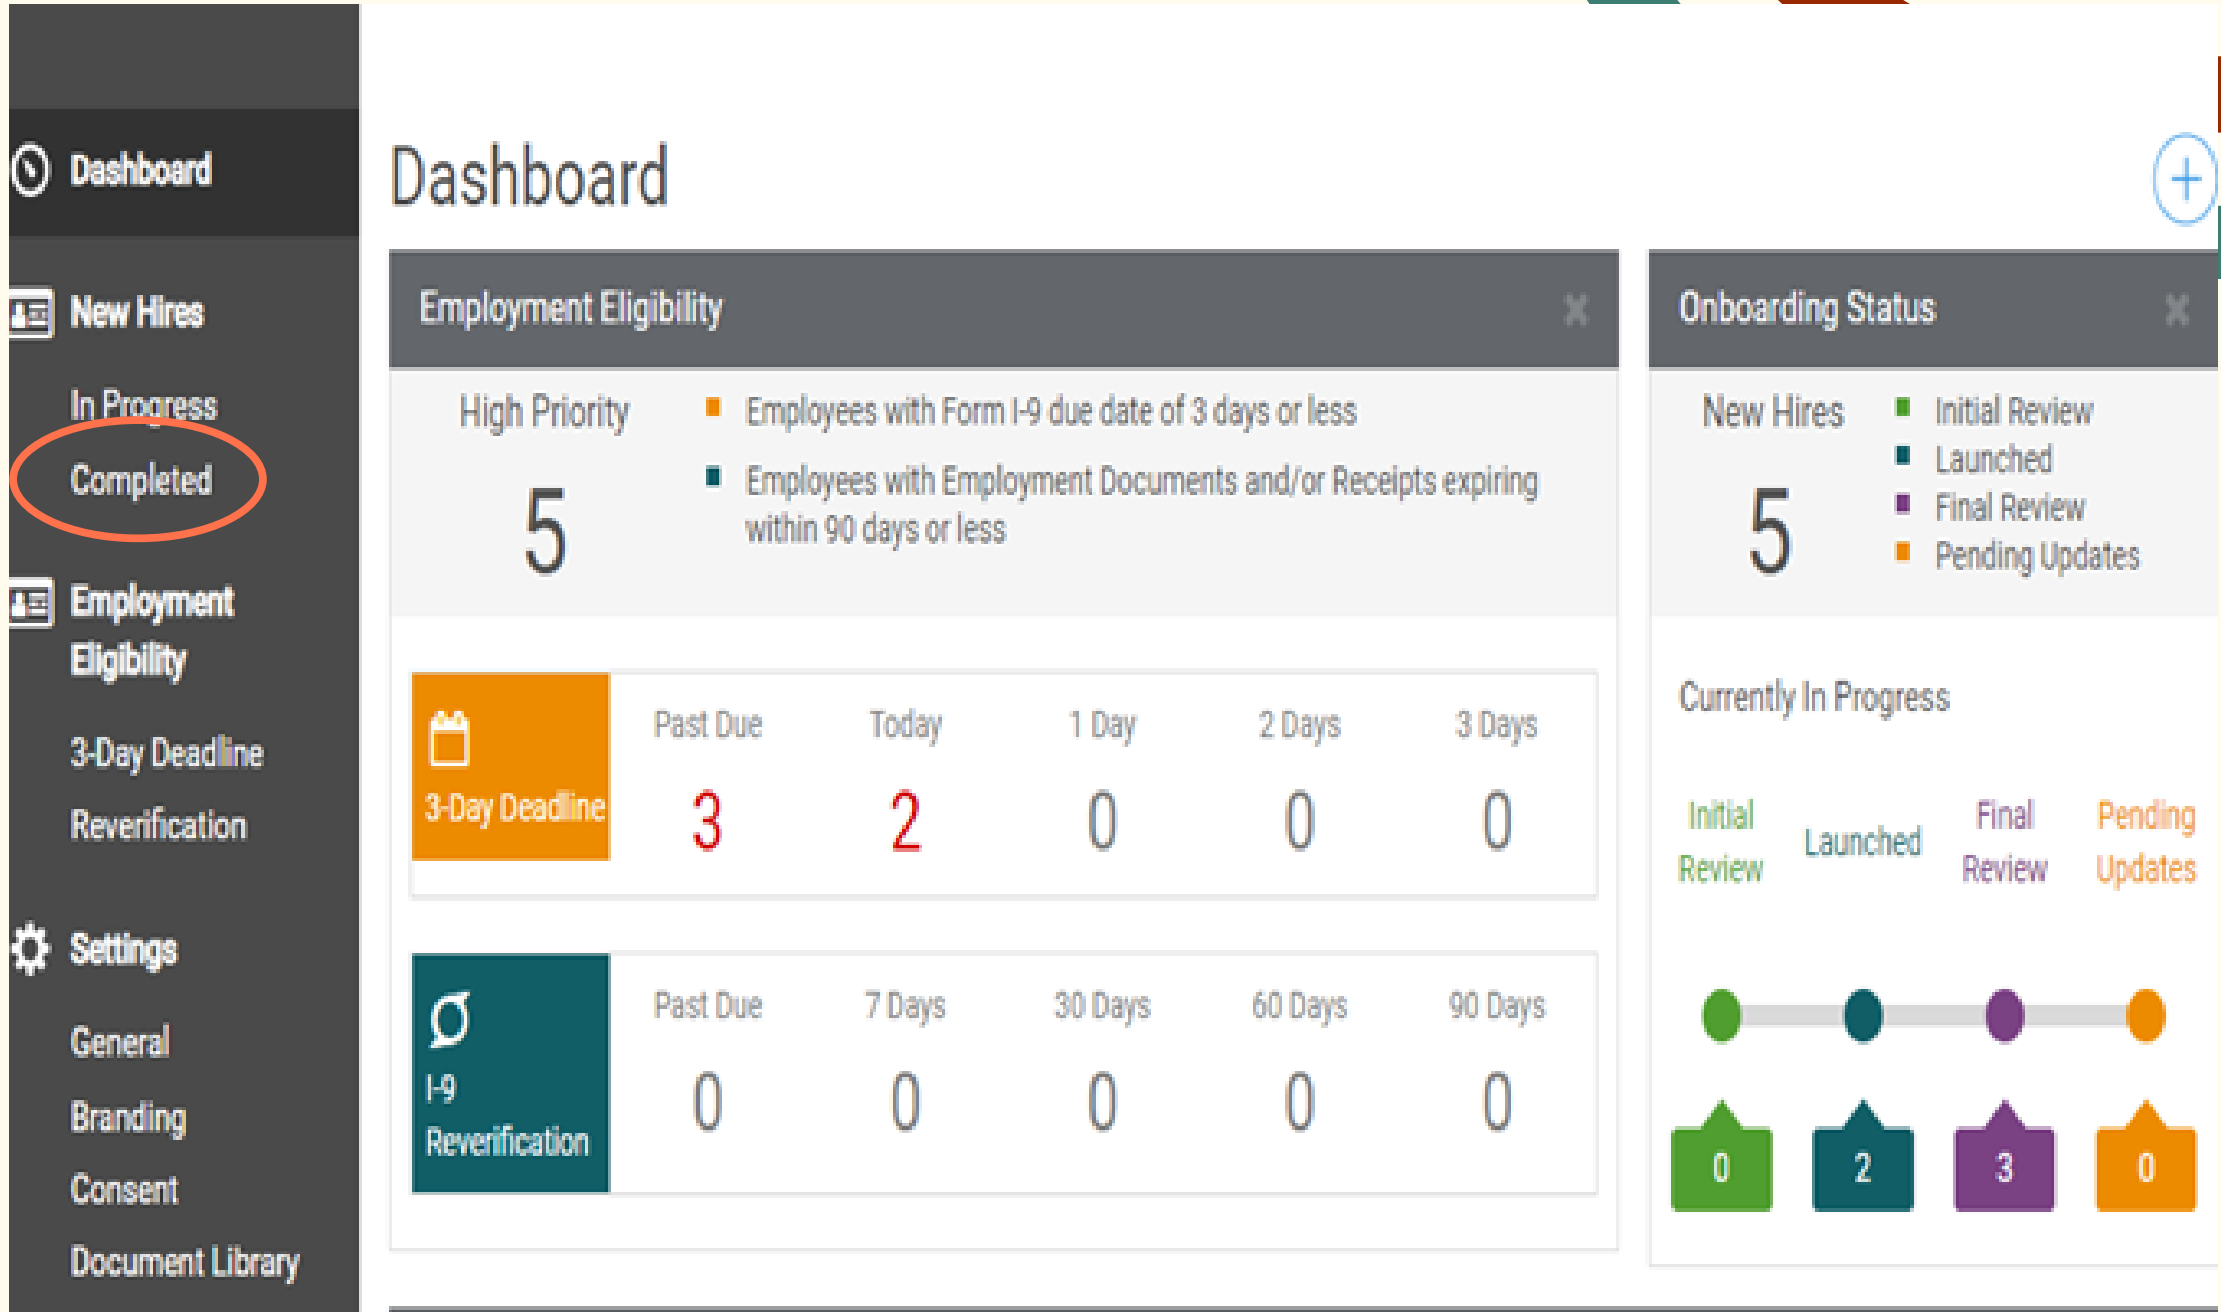 Dashboard
New Hires
In Progress
Completed
Employment
Eligibility
3-Day Deadline
Reverification
Settings
General
Branding
Consent
Document Library
Dashboard
Employment Eligibility
High Priority
5
Employees with Form I-9 due date of 3 days or less
Employees with Employment Documents and/or Receipts expiring
within 90 days or less
3-Day Deadline
Past Due Today 1 Day 2 Days 3 Days
3 2 0 0 0
I-9
Reverification
Past Due 7 Days 30 Days 60 Days 90 Days
0 0 0 0 0
Onboarding Status
New Hires
5
Initial Review
Launched
Final Review
Pending Updates
Currently In Progress
Initial
Review
Launched
Final
Review
Pending
Updates
0 2 3 0